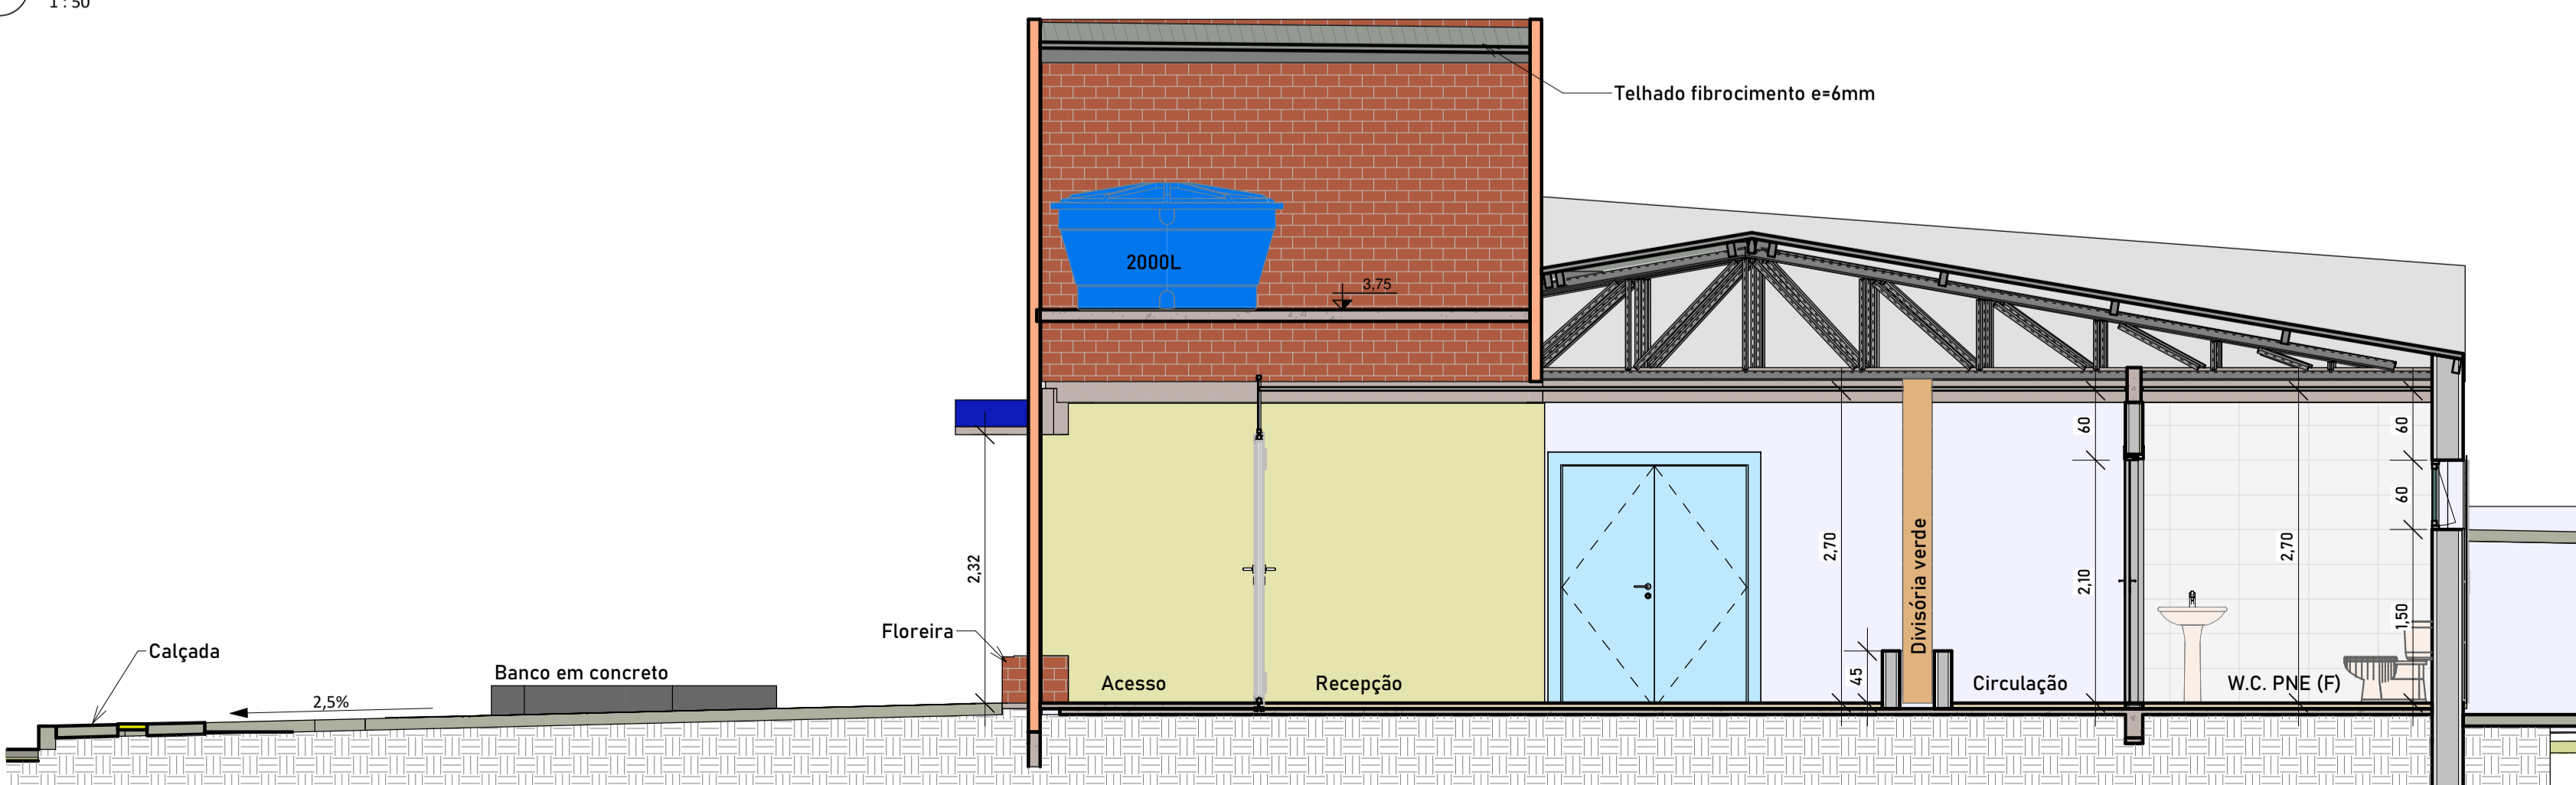 1 : 50
Telhado fibrocimento e=6mm
2000L
3,75
60
60
60
2,32
2,70
2,10
2,70
1,50
Divisória verde
Floreira
Calçada
Banco em concreto
2,5%
45
Acesso
Recepção
Circulação
W.C. PNE (F)